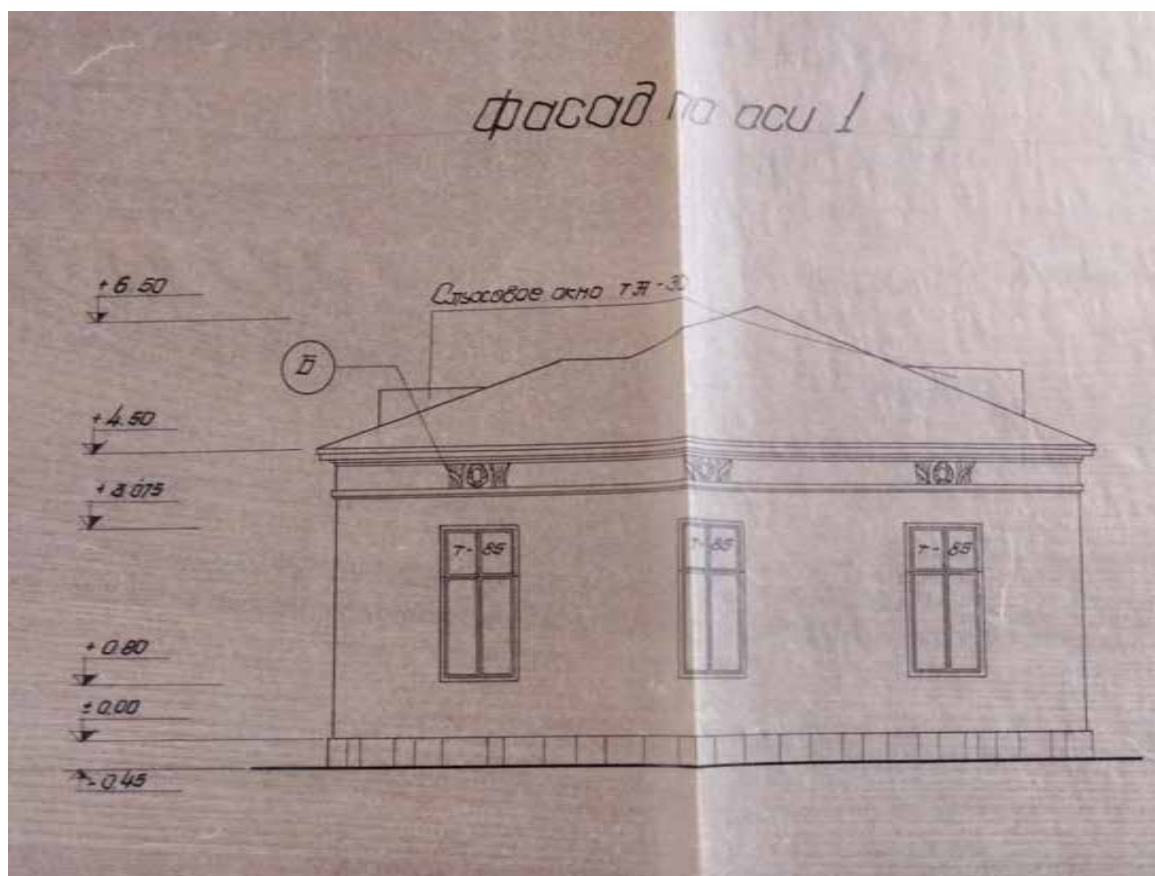 фасад по оси 1
+6.50
Слуховое окно тД-30
Б
+4.50
+3.075
т-85 т-85 т-85
+0.80
±0.00
-0.45